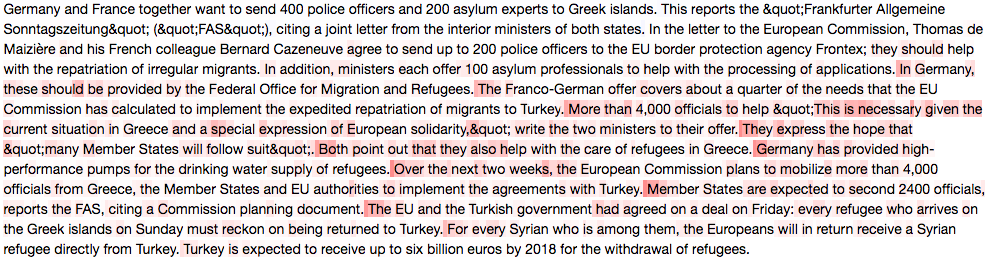 Germany and France together want to send 400 police officers and 200 asylum experts to Greek islands. This reports the &quot;Frankfurter Allgemeine
Sonntagszeitung&quot; (&quot;FAS&quot;), citing a joint letter from the interior ministers of both states. In the letter to the European Commission, Thomas de
Maizière and his French colleague Bernard Cazeneuve agree to send up to 200 police officers to the EU border protection agency Frontex; they should help
with the repatriation of irregular migrants. In addition, ministers each offer 100 asylum professionals to help with the processing of applications. In Germany,
these should be provided by the Federal Office for Migration and Refugees. The Franco-German offer covers about a quarter of the needs that the EU
Commission has calculated to implement the expedited repatriation of migrants to Turkey. More than 4,000 officials to help &quot;This is necessary given the
current situation in Greece and a special expression of European solidarity,&quot; write the two ministers to their offer. They express the hope that
&quot;many Member States will follow suit&quot;. Both point out that they also help with the care of refugees in Greece. Germany has provided high-
performance pumps for the drinking water supply of refugees. Over the next two weeks, the European Commission plans to mobilize more than 4,000
officials from Greece, the Member States and EU authorities to implement the agreements with Turkey. Member States are expected to second 2400 officials,
reports the FAS, citing a Commission planning document. The EU and the Turkish government had agreed on a deal on Friday: every refugee who arrives on
the Greek islands on Sunday must reckon on being returned to Turkey. For every Syrian who is among them, the Europeans will in return receive a Syrian
refugee directly from Turkey. Turkey is expected to receive up to six billion euros by 2018 for the withdrawal of refugees.